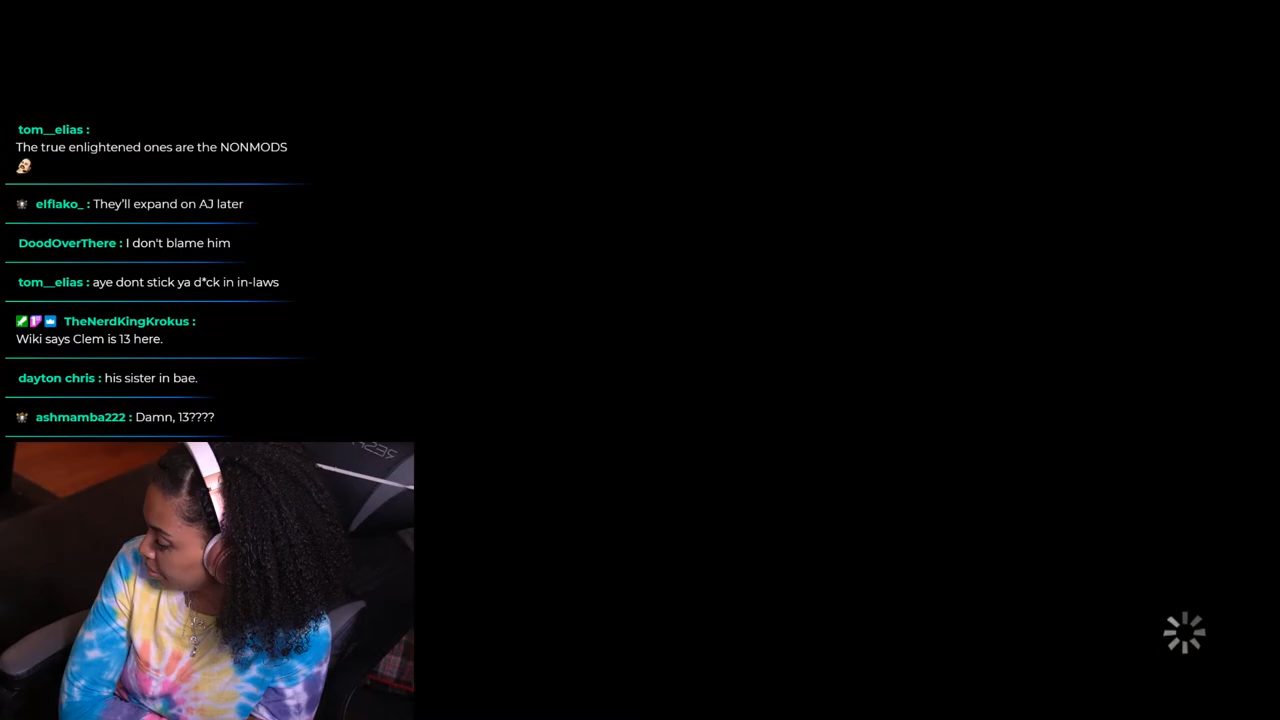 tom__elias :
The true enlightened ones are the NONMODS
elflako_ : They'll expand on AJ later
DoodOverThere : I don't blame him
tom__elias : aye dont stick ya d*ck in in-laws
TheNerdKingKrokus :
Wiki says Clem is 13 here.
dayton chris : his sister in bae.
ashmamba222 : Damn, 13????